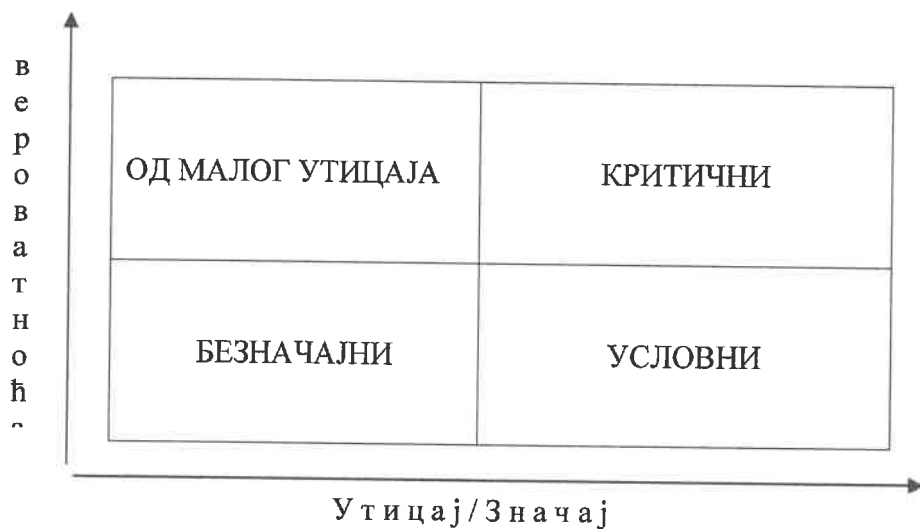 вероватноћ
ОД МАЛОГ УТИЦАЈА
КРИТИЧНИ
БЕЗНАЧАЈНИ
УСЛОВНИ
Утицај/Значај